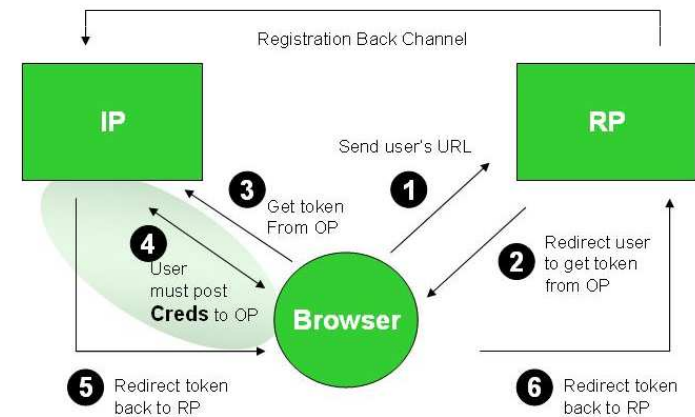 Registration Back Channel
IP
RP
Send user's URL
1
3
Get token
From OP
2
Redirect user
to get token
from OP
4
User
must post
Creds to OP
Browser
5
Redirect token
back to RP
6
Redirect token
back to RP